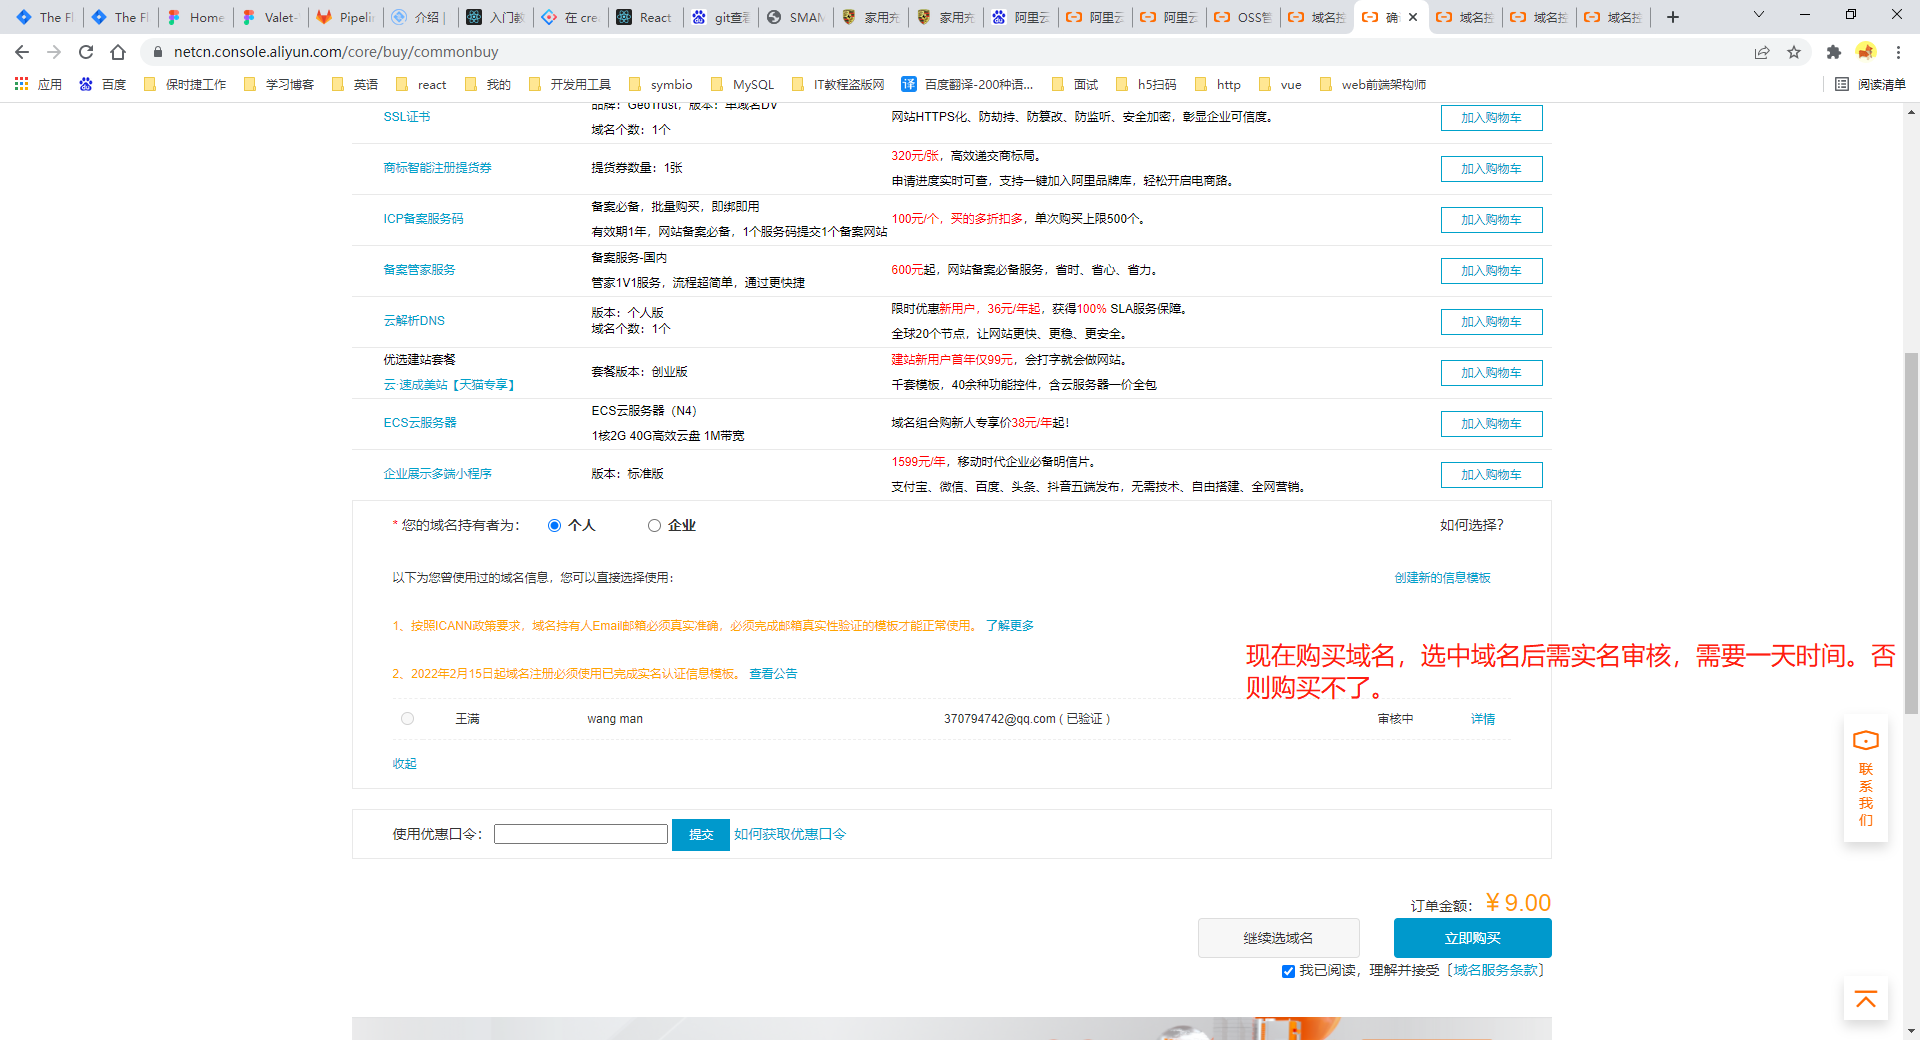 The Fl
The Fl
Home
Valet-
Pipelin
介绍 |
入门教
在 crea
React
git查看
SMAM
家用充
家用充
阿里云
阿里云
阿里云
OSS管
域名控
确
域名控
域名控
域名控
netcn.console.aliyun.com/core/buy/commonbuy
应用
百度
保时捷工作
学习博客
英语
react
我的
开发用工具
symbio
MySQL
IT教程盗版网
译
百度翻译-200种语...
面试
h5扫码
http
vue
web前端架构师
阅读清单
SSL证书
品牌：GeoTrust，版本：单域名DV
域名个数：1个
网站HTTPS化、防劫持、防篡改、防监听、安全加密，彰显企业可信度。
加入购物车
商标智能注册提货券
提货券数量：1张
320元/张，高效递交商标局。
申请进度实时可查，支持一键加入阿里品牌库，轻松开启电商路。
加入购物车
ICP备案服务码
备案必备，批量购买，即绑即用
有效期1年，网站备案必备，1个服务码提交1个备案网站
100元/个，买的多折扣多，单次购买上限500个。
加入购物车
备案管家服务
备案服务-国内
管家1V1服务，流程超简单，通过更快捷
600元起，网站备案必备服务，省时、省心、省力。
加入购物车
云解析DNS
版本：个人版
域名个数：1个
限时优惠新用户，36元/年起，获得100% SLA服务保障。
全球20个节点，让网站更快、更稳、更安全。
加入购物车
优选建站套餐
云·速成美站【天猫专享】
套餐版本：创业版
建站新用户首年仅99元，会打字就会做网站。
千套模板，40余种功能控件，含云服务器一价全包
加入购物车
ECS云服务器
ECS云服务器（N4）
1核2G 40G高效云盘 1M带宽
域名组合购新人专享价38元/年起！
加入购物车
企业展示多端小程序
版本：标准版
1599元/年，移动时代企业必备明信片。
支付宝、微信、百度、头条、抖音五端发布，无需技术、自由搭建、全网营销。
加入购物车
* 您的域名持有者为：
个人
企业
如何选择？
以下为您曾使用过的域名信息，您可以直接选择使用：
创建新的信息模板
1、按照ICANN政策要求，域名持有人Email邮箱必须真实准确，必须完成邮箱真实性验证的模板才能正常使用。 了解更多
2、2022年2月15日起域名注册必须使用已完成实名认证信息模板。 查看公告
现在购买域名，选中域名后需实名审核，需要一天时间。否
则购买不了。
王满
wang man
370794742@qq.com ( 已验证 )
审核中
详情
收起
联
系
我
们
使用优惠口令：
提交
如何获取优惠口令
订单金额： ¥ 9.00
继续选域名
立即购买
我已阅读，理解并接受〔域名服务条款〕